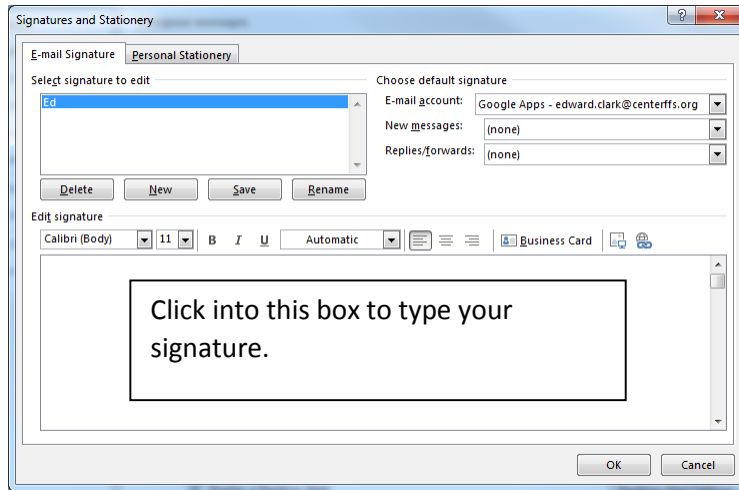 Signatures and Stationery
E-mail Signature Personal Stationery
Select signature to edit Choose default signature
Ed
E-mail account: Google Apps - edward.clark@centerffs.org
New messages: (none)
Replies/forwards: (none)
Delete New Save Rename
Edit signature
Calibri (Body) 11 B I U Automatic Business Card
Click into this box to type your
signature.
OK Cancel